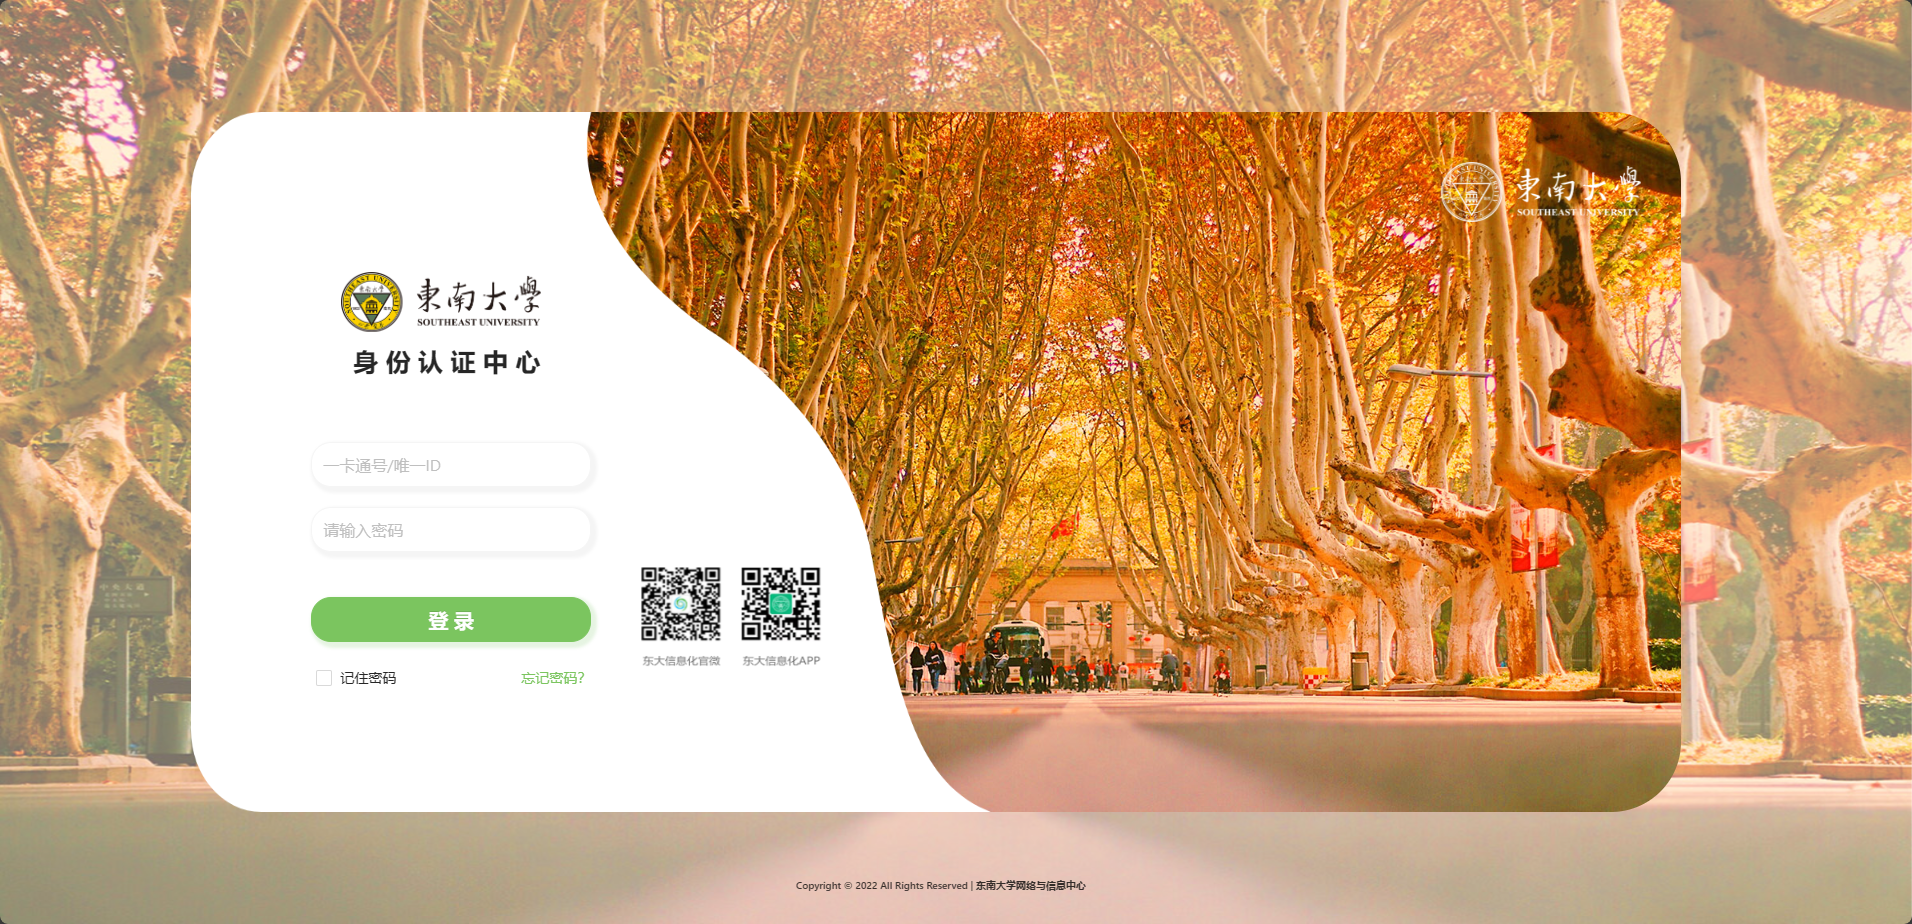 東南大學
SOUTHEAST UNIVERSITY
東南大學
SOUTHEAST UNIVERSITY
身份认证中心
一卡通号/唯一ID
请输入密码
登录
记住密码
忘记密码?
东大信息化官微
东大信息化APP
Copyright © 2022 All Rights Reserved | 东南大学网络与信息中心